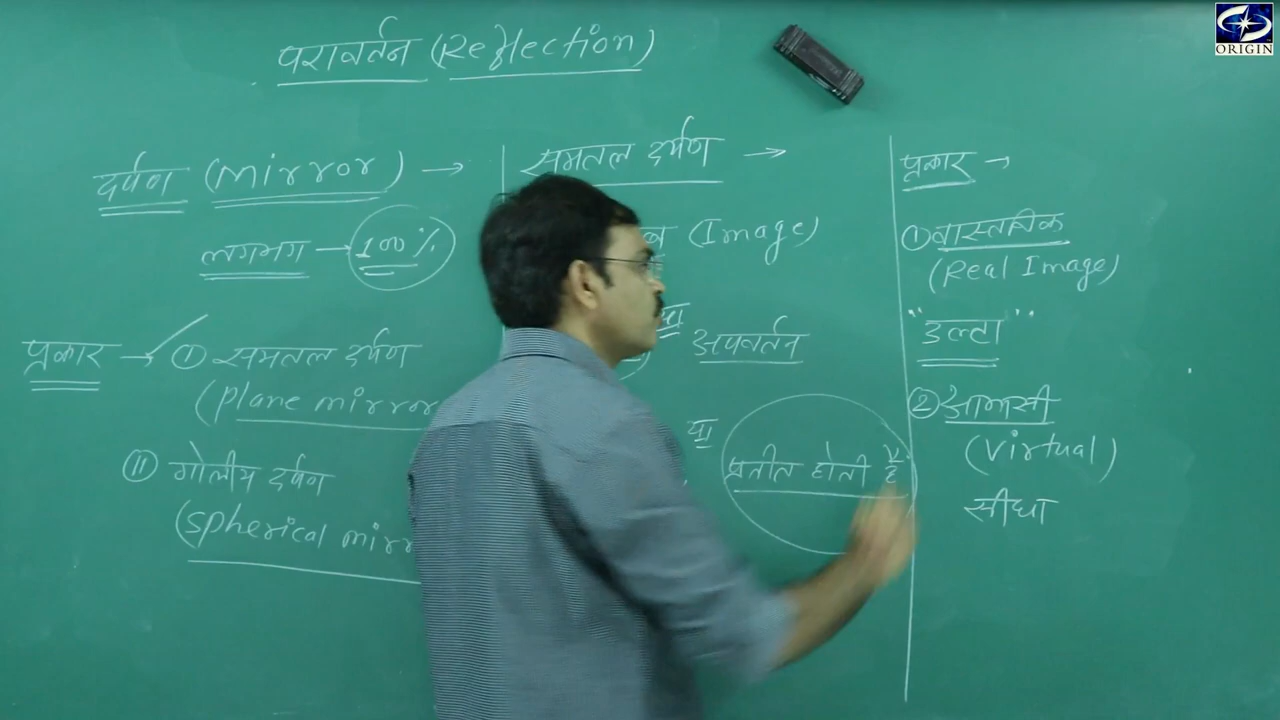 परावर्तन (Reflection)
दर्पण (mirror) →
लगभग → 100%
प्रकार → ① समतल दर्पण
(plane mirror
② गोलीय दर्पण
(spherical mirr
समतल दर्पण →
(Image)
अपवर्तन
या
प्रतीत होती है
प्रकार →
① वास्तविक
(Real Image)
"उल्टा"
② आभासी
(virtual)
सीधा
ORIGIN